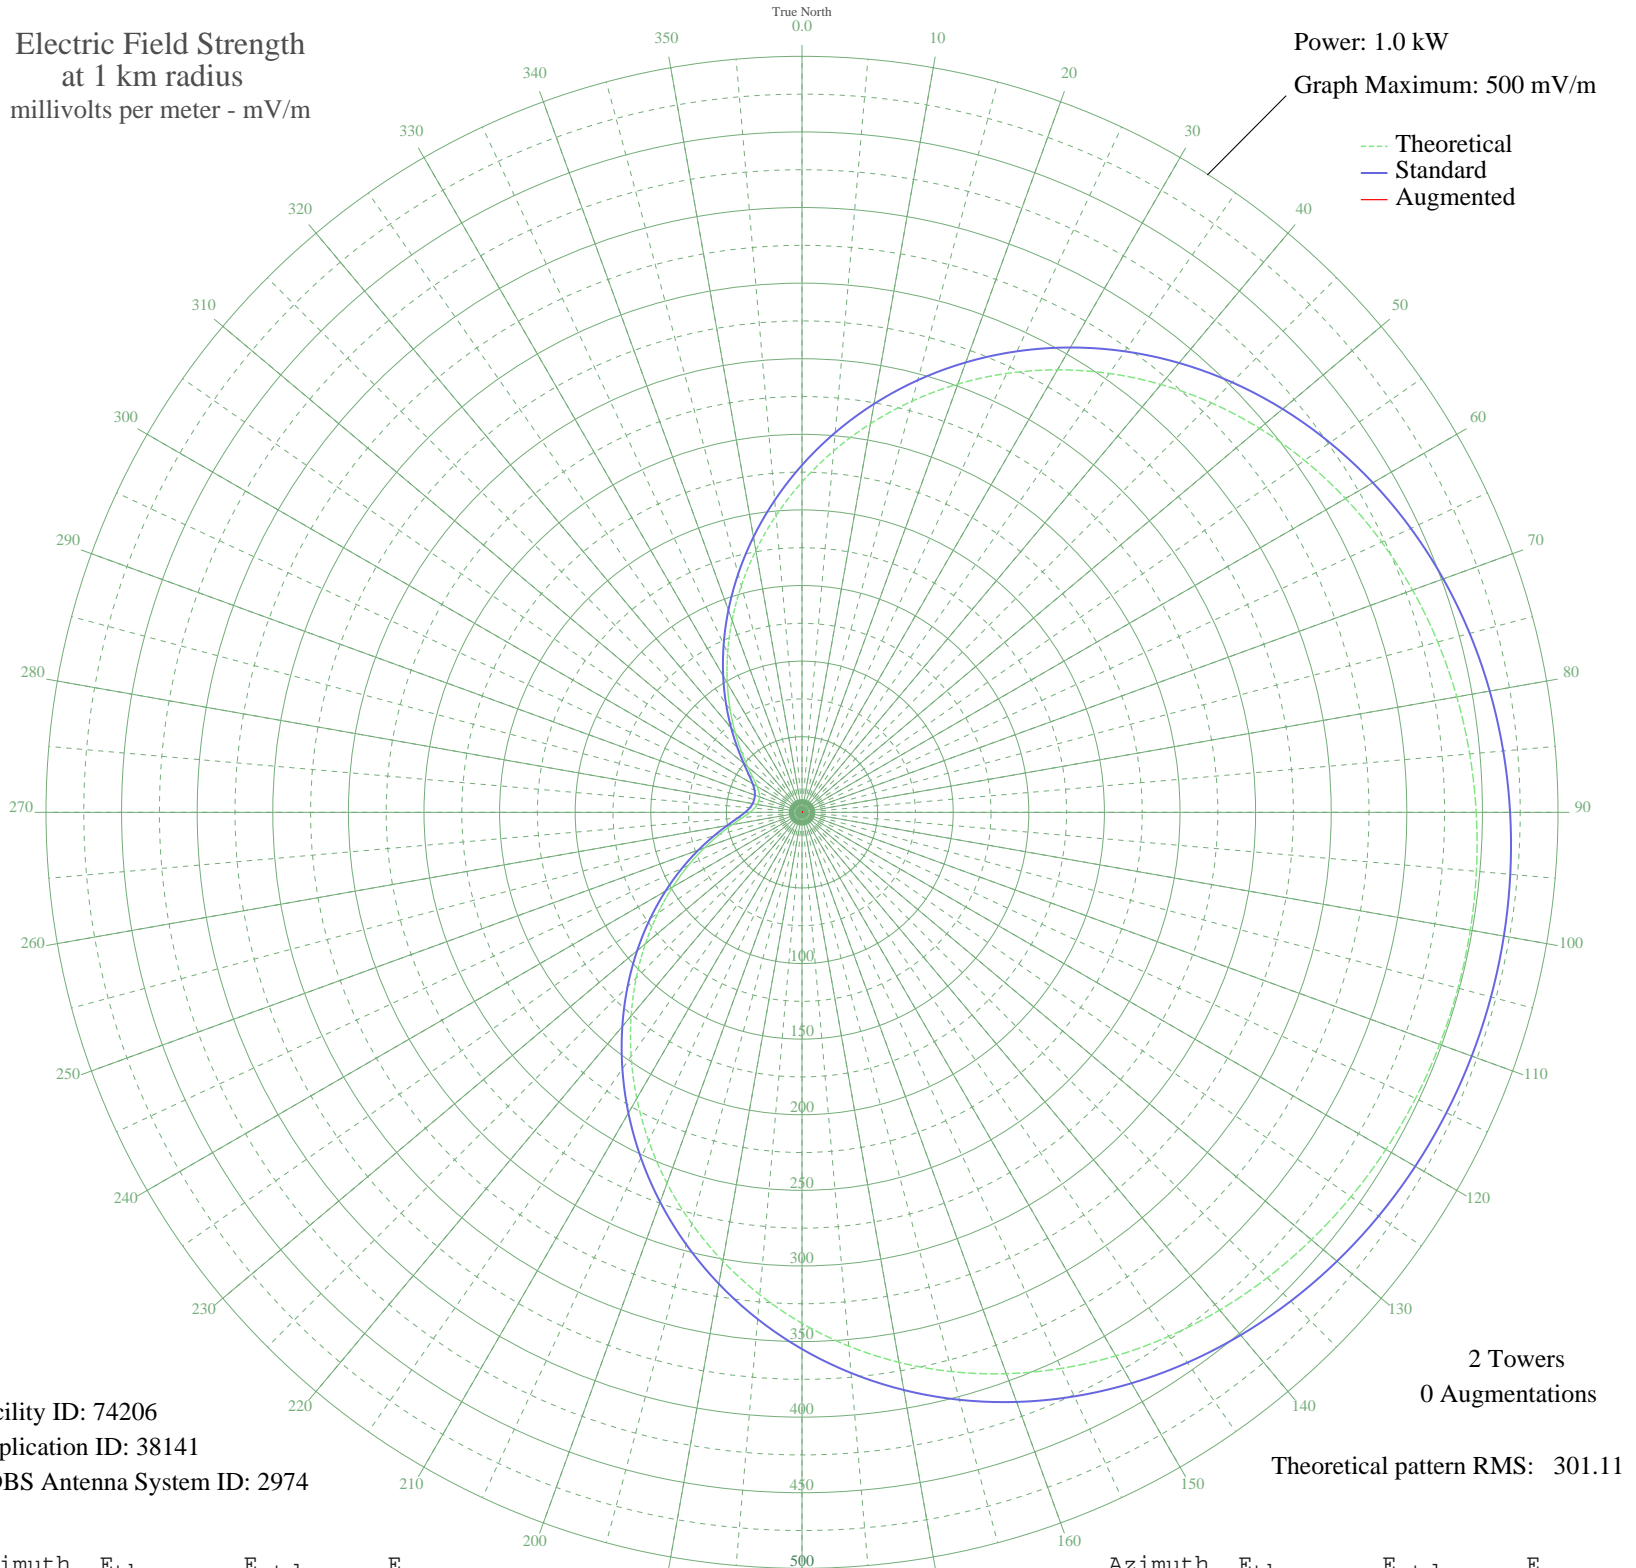 True North
0.0
Electric Field Strength
at 1 km radius
millivolts per meter - mV/m
Power: 1.0 kW
Graph Maximum: 500 mV/m
Theoretical
Standard
Augmented
10
20
30
40
50
60
70
80
90
100
110
120
130
140
150
160
200
210
220
230
240
250
260
270
280
290
300
310
320
330
340
350
100
150
200
250
300
350
400
450
500
2 Towers
0 Augmentations
Theoretical pattern RMS: 301.11
cility ID: 74206
plication ID: 38141
DBS Antenna System ID: 2974
imuth E E E
Azimuth E E E